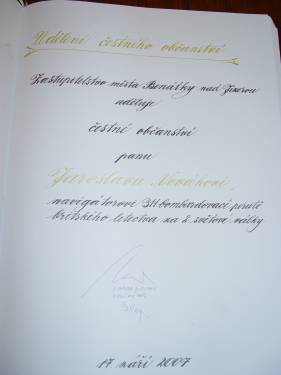 Udělení čestného občanství
Zastupitelstvo města Benátky nad Jizerou
uděluje
čestné občanství
panu
Jaroslavu Novákovi,
navigátorovi 311 bombardovací perutě
britského letectva za 2. světové války
17. září 2007